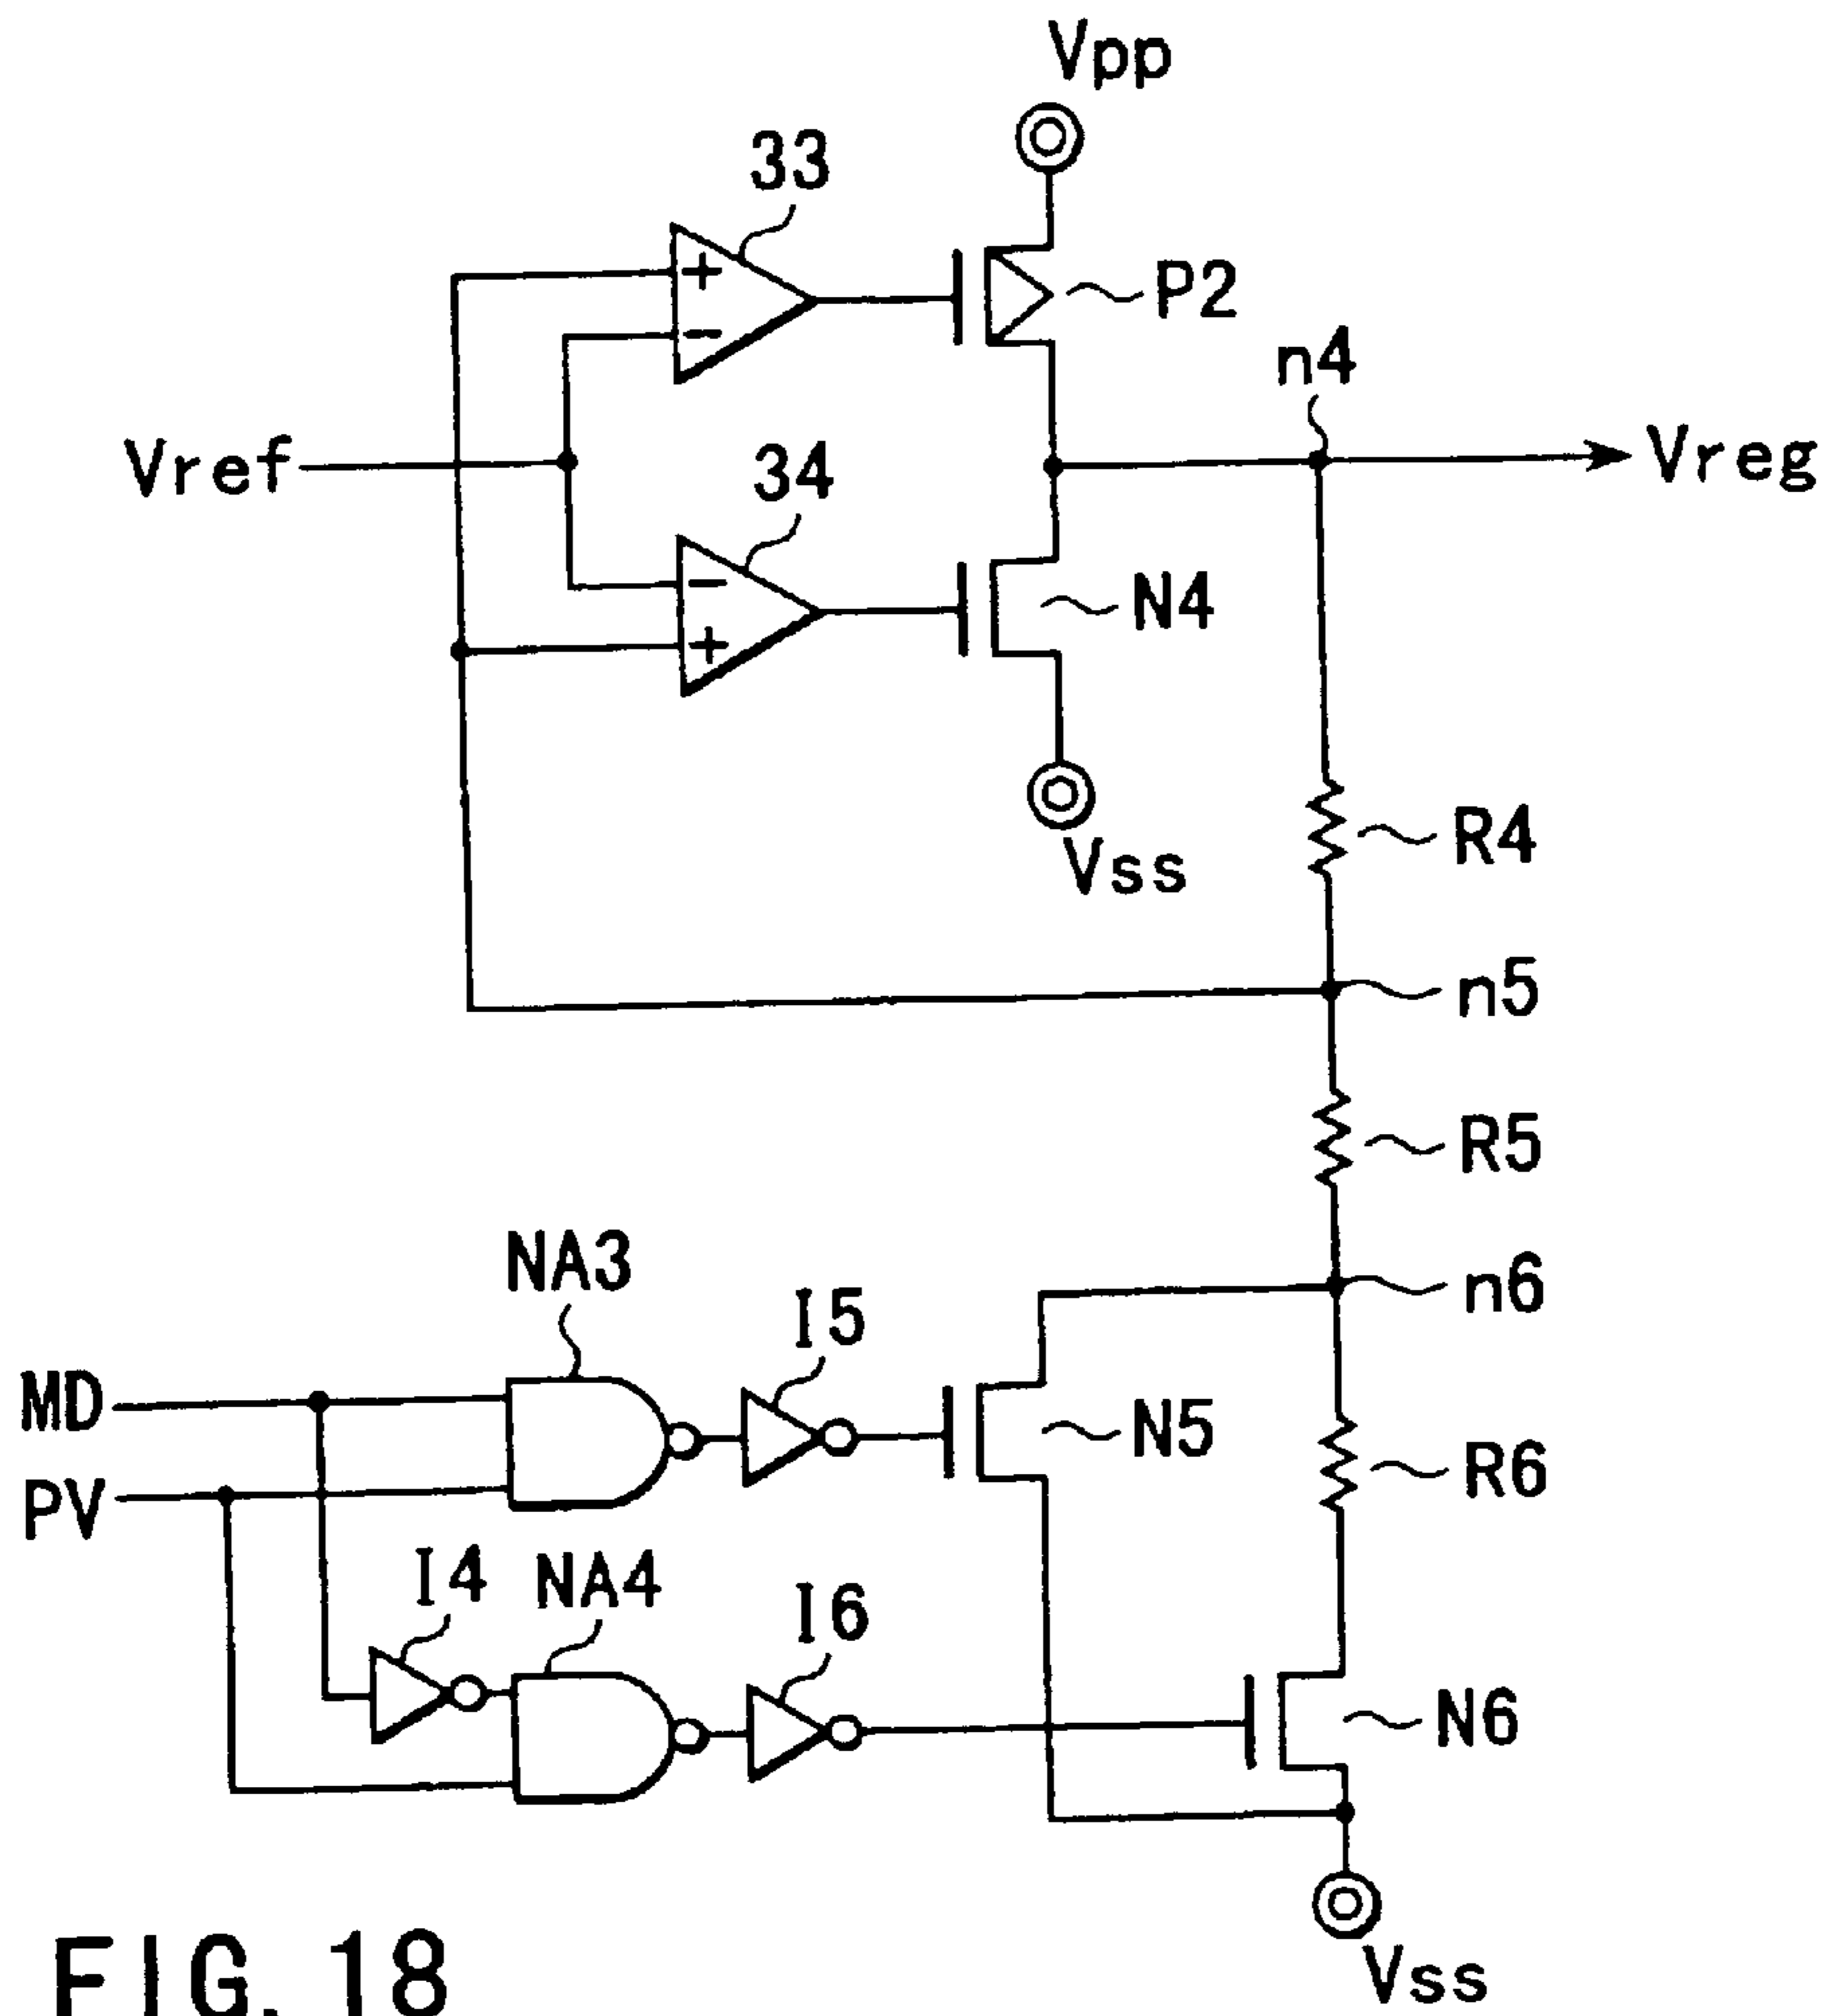 Vpp
33
P2
n4
Vref
34
Vreg
N4
R4
Vss
n5
R5
NA3
I5
n6
MD
N5
PV
R6
I4
NA4
I6
N6
Vss
FIG. 18
+
−
−
+